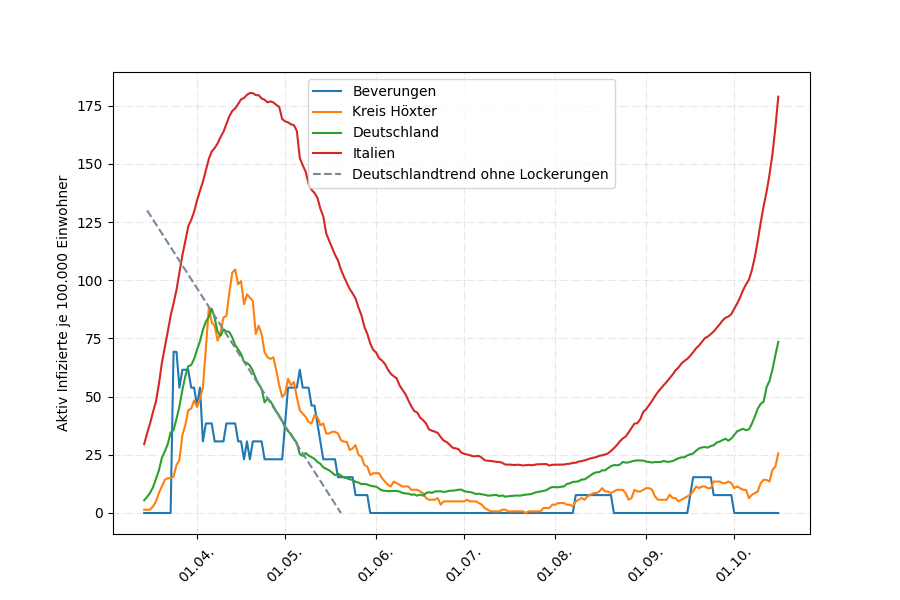 Beverungen
Kreis Höxter
Deutschland
Italien
Deutschlandtrend ohne Lockerungen
Aktiv Infizierte je 100.000 Einwohner
175
150
125
100
75
50
25
0
01.04.
01.05.
01.06.
01.07.
01.08.
01.09.
01.10.